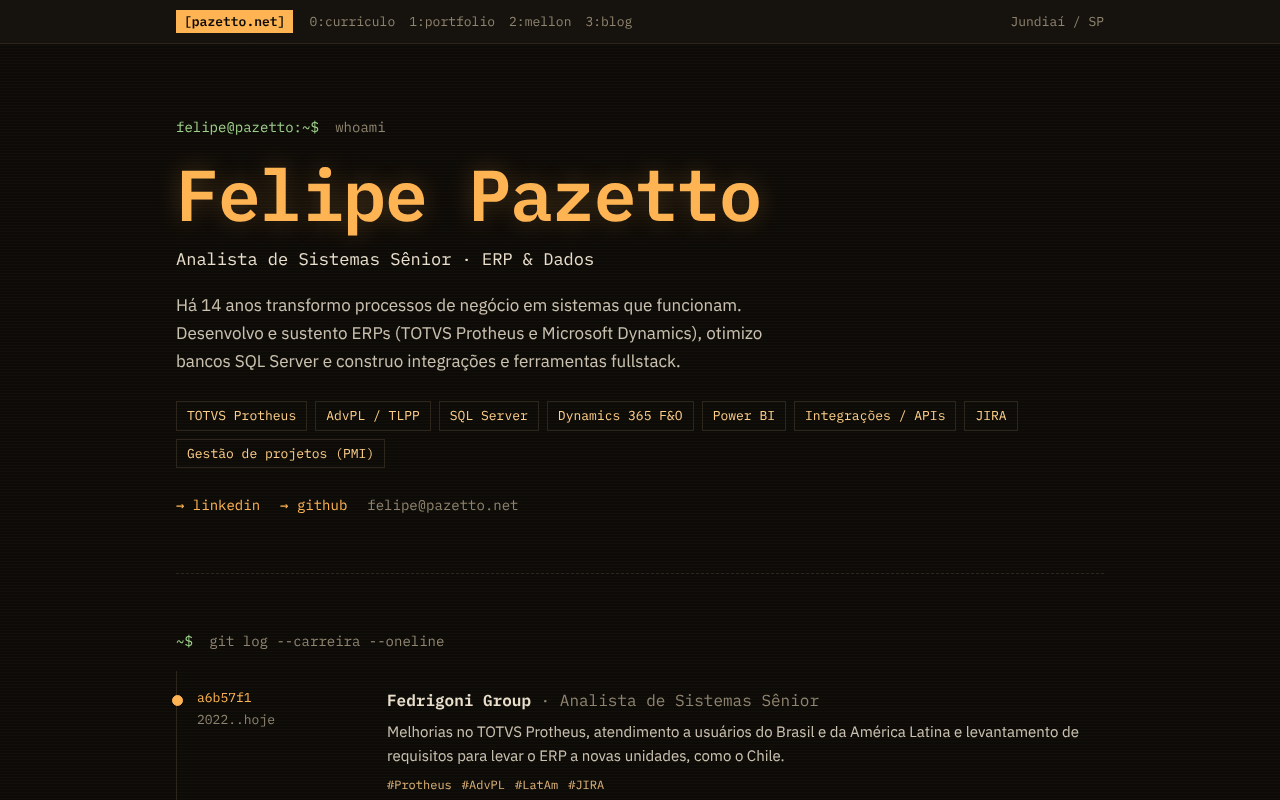 [pazetto.net] 0:curriculo 1:portfolio 2:mellon 3:blog Jundiaí / SP
felipe@pazetto:~$ whoami
Felipe Pazetto
Analista de Sistemas Sênior · ERP & Dados
Há 14 anos transformo processos de negócio em sistemas que funcionam.
Desenvolvo e sustento ERPs (TOTVS Protheus e Microsoft Dynamics), otimizo
bancos SQL Server e construo integrações e ferramentas fullstack.
TOTVS Protheus AdvPL / TLPP SQL Server Dynamics 365 F&O Power BI Integrações / APIs JIRA
Gestão de projetos (PMI)
→ linkedin → github felipe@pazetto.net
~$ git log --carreira --oneline
a6b57f1 Fedrigoni Group · Analista de Sistemas Sênior
2022..hoje
Melhorias no TOTVS Protheus, atendimento a usuários do Brasil e da América Latina e levantamento de
requisitos para levar o ERP a novas unidades, como o Chile.
#Protheus #AdvPL #LatAm #JIRA